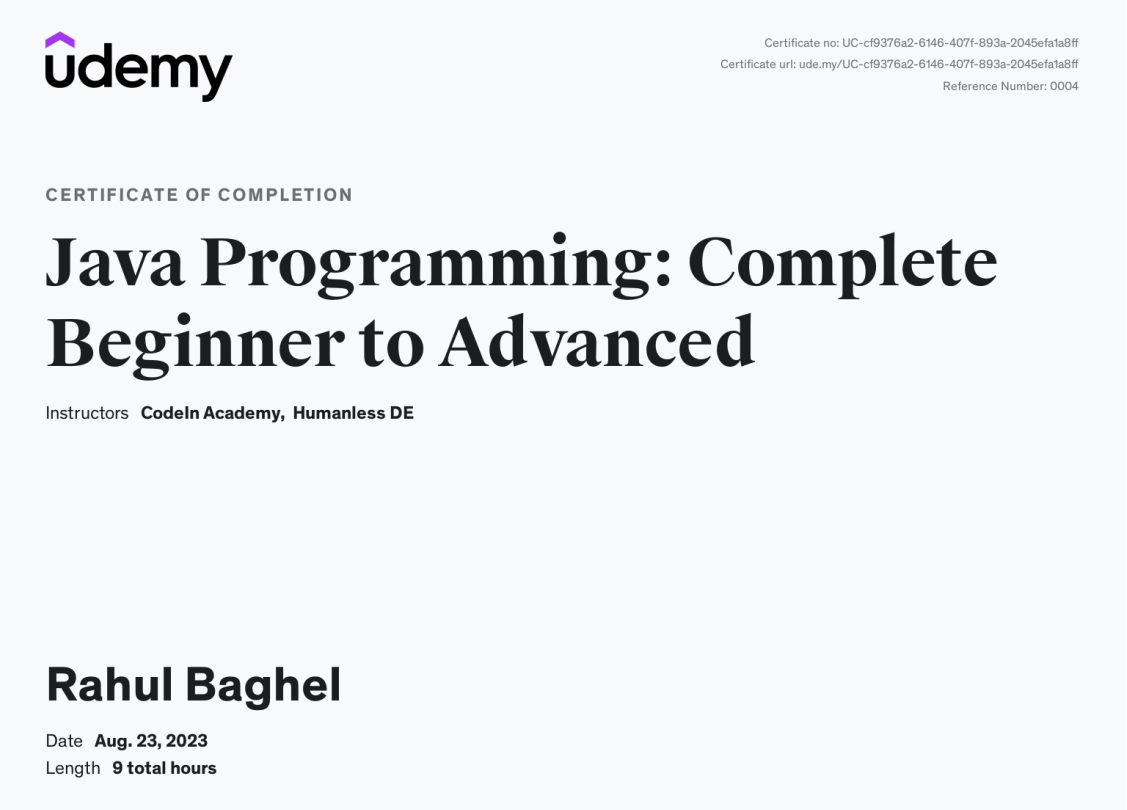 udemy
Certificate no: UC-cf9376a2-6146-407f-893a-2045efa1a8ff
Certificate url: ude.my/UC-cf9376a2-6146-407f-893a-2045efa1a8ff
Reference Number: 0004
CERTIFICATE OF COMPLETION
Java Programming: Complete
Beginner to Advanced
Instructors CodeIn Academy, Humanless DE
Rahul Baghel
Date Aug. 23, 2023
Length 9 total hours